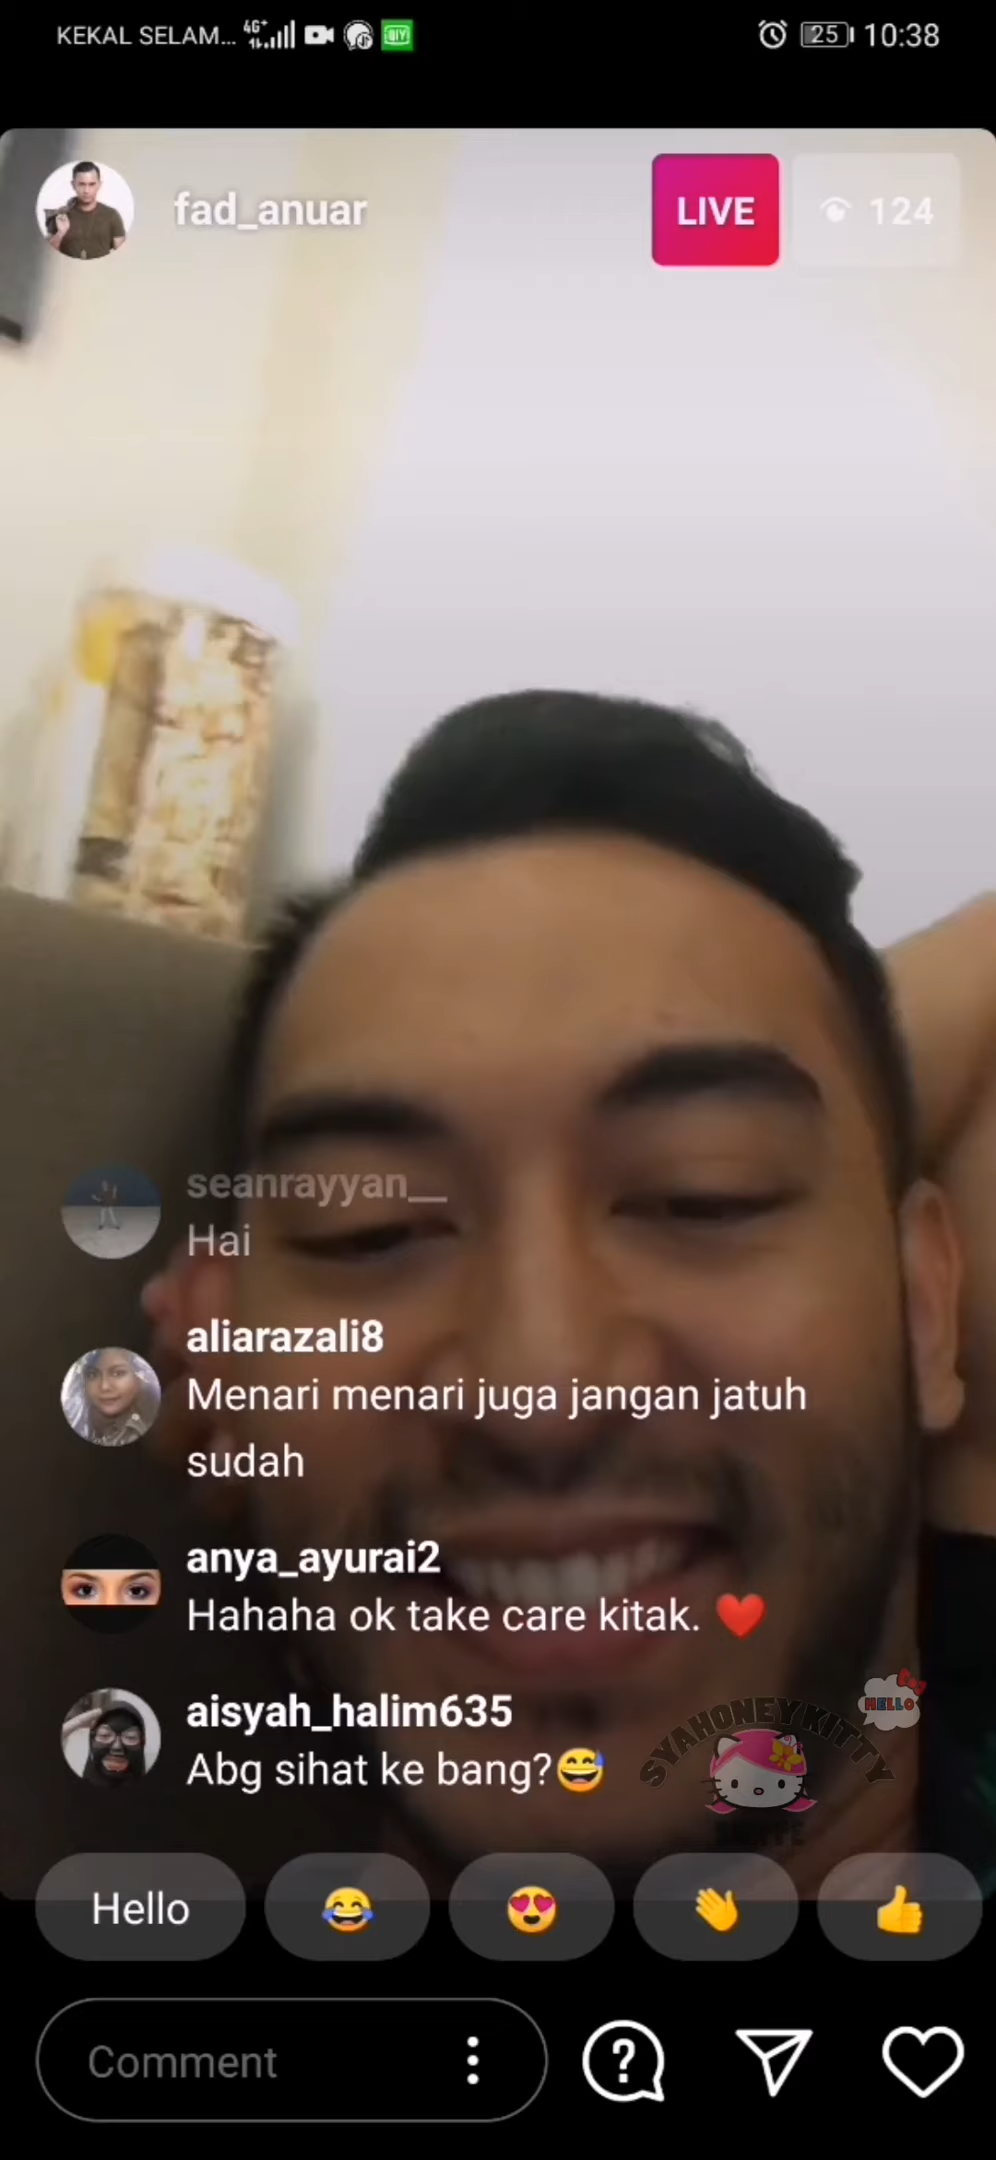 KEKAL SELAM... 4G+ 25 10:38
fad_anuar LIVE 124
seanrayyan__
Hai
aliarazali8
Menari menari juga jangan jatuh
sudah
anya_ayurai2
Hahaha ok take care kitak. ❤️
aisyah_halim635
Abg sihat ke bang?😅
HELLO
SYAHONEYKITTY
Hello 😂 😍 👋 👍
Comment